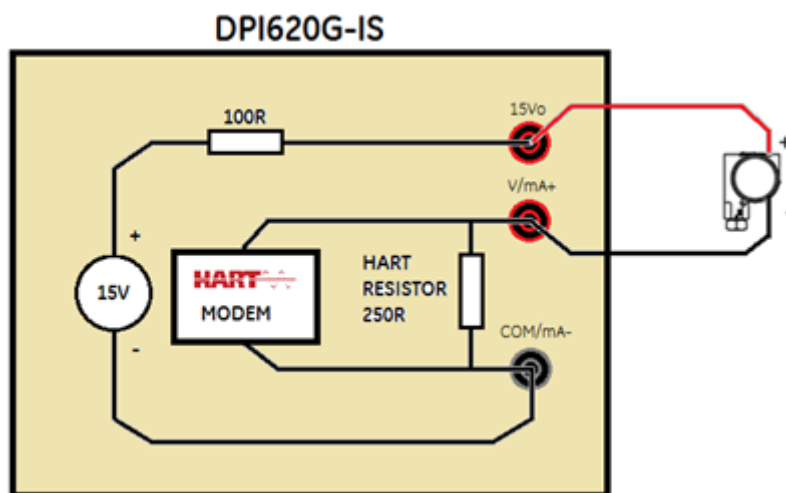 DPI620G-IS
100R
15Vo
+
V/mA+
+
15V
-
HART
MODEM
HART
RESISTOR
250R
COM/mA-
-